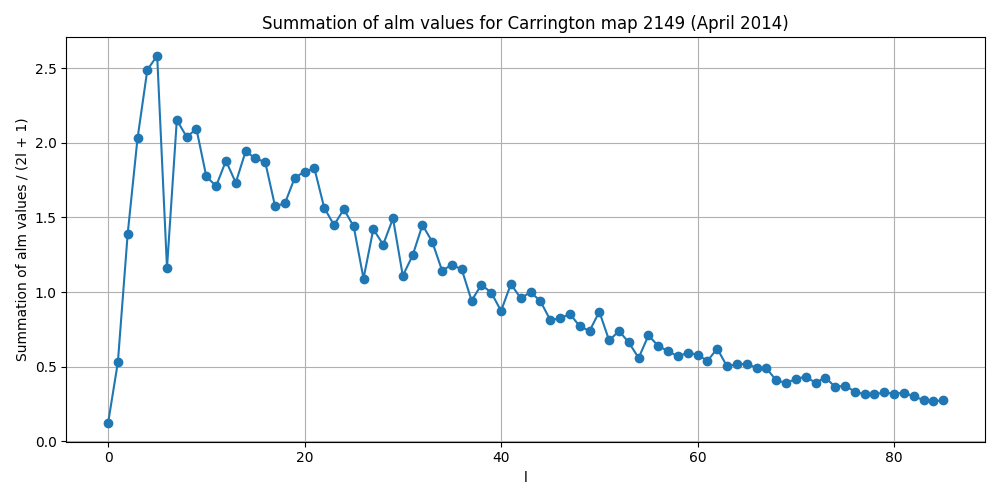 Summation of alm values for Carrington map 2149 (April 2014)
Summation of alm values / (2l + 1)
2.5
2.0
1.5
1.0
0.5
0.0
0 20 40 60 80
l